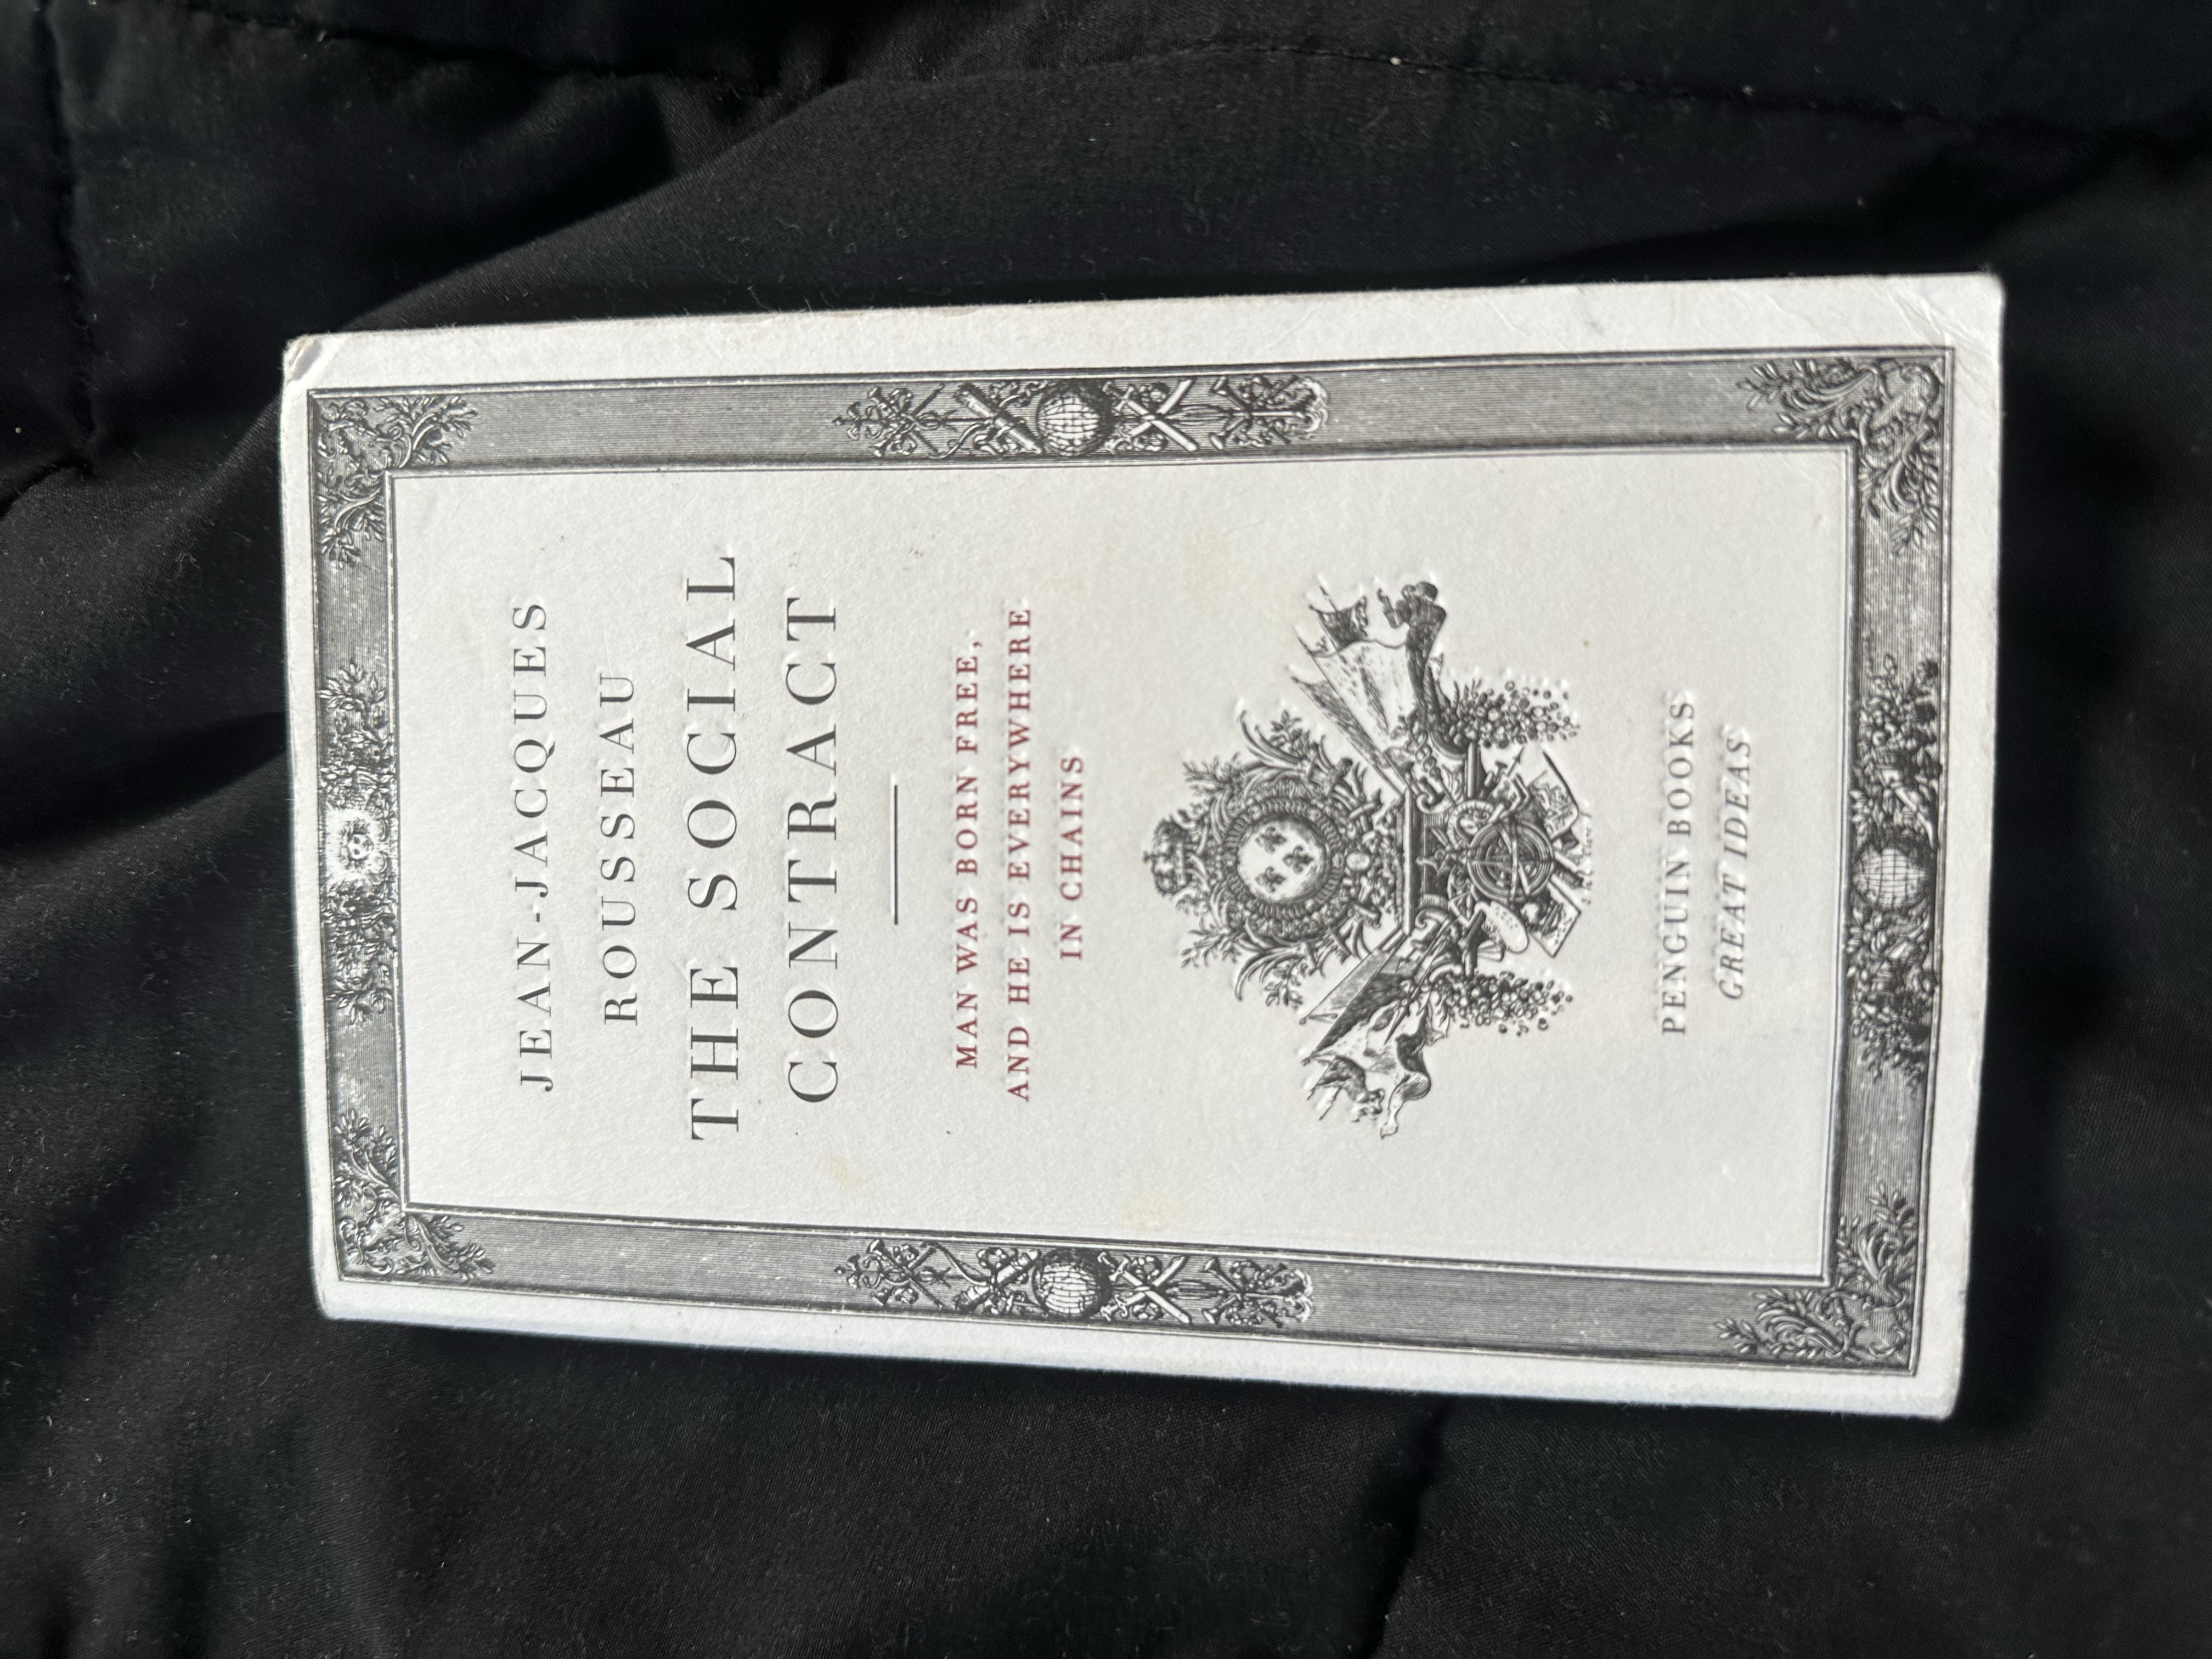 JEAN-JACQUES
ROUSSEAU
THE SOCIAL
CONTRACT
MAN WAS BORN FREE,
AND HE IS EVERYWHERE
IN CHAINS
PENGUIN BOOKS
GREAT IDEAS